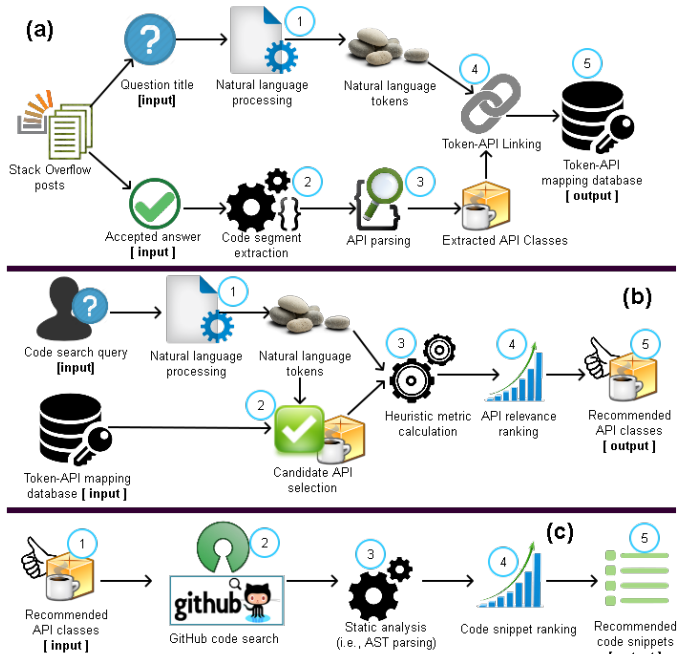 (a)
1
Question title
[input]
Natural language
processing
Natural language
tokens
4
5
Stack Overflow
posts
Token-API Linking
Token-API
mapping database
[ output ]
2
3
Accepted answer
[ input ]
Code segment
extraction
API parsing
Extracted API Classes
(b)
1
Code search query
[input]
Natural language
processing
Natural language
tokens
3
4
5
Heuristic metric
calculation
API relevance
ranking
Recommended
API classes
[ output ]
2
Token-API mapping
database [ input ]
Candidate API
selection
(c)
1
2
3
4
5
github
Recommended
API classes
[ input ]
GitHub code search
Static analysis
(i.e., AST parsing)
Code snippet ranking
Recommended
code snippets